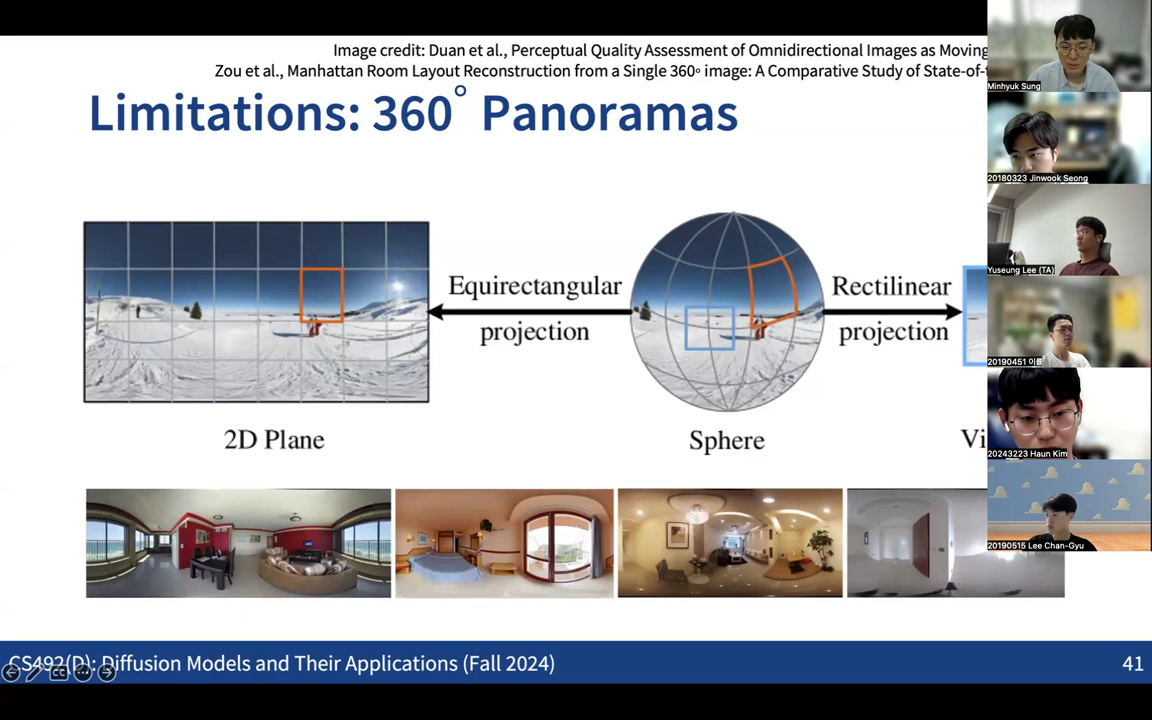 Image credit: Duan et al., Perceptual Quality Assessment of Omnidirectional Images as Moving
Zou et al., Manhattan Room Layout Reconstruction from a Single 360° image: A Comparative Study of State-of-
Limitations: 360° Panoramas
Equirectangular
projection
Rectilinear
projection
2D Plane
Sphere
Vi
CS492(D): Diffusion Models and Their Applications (Fall 2024)
41
Minhyuk Sung
20180323 Jinwook Seong
Yuseung Lee (TA)
20190451 이름
20243223 Haun Kim
20190515 Lee Chan-Gyu